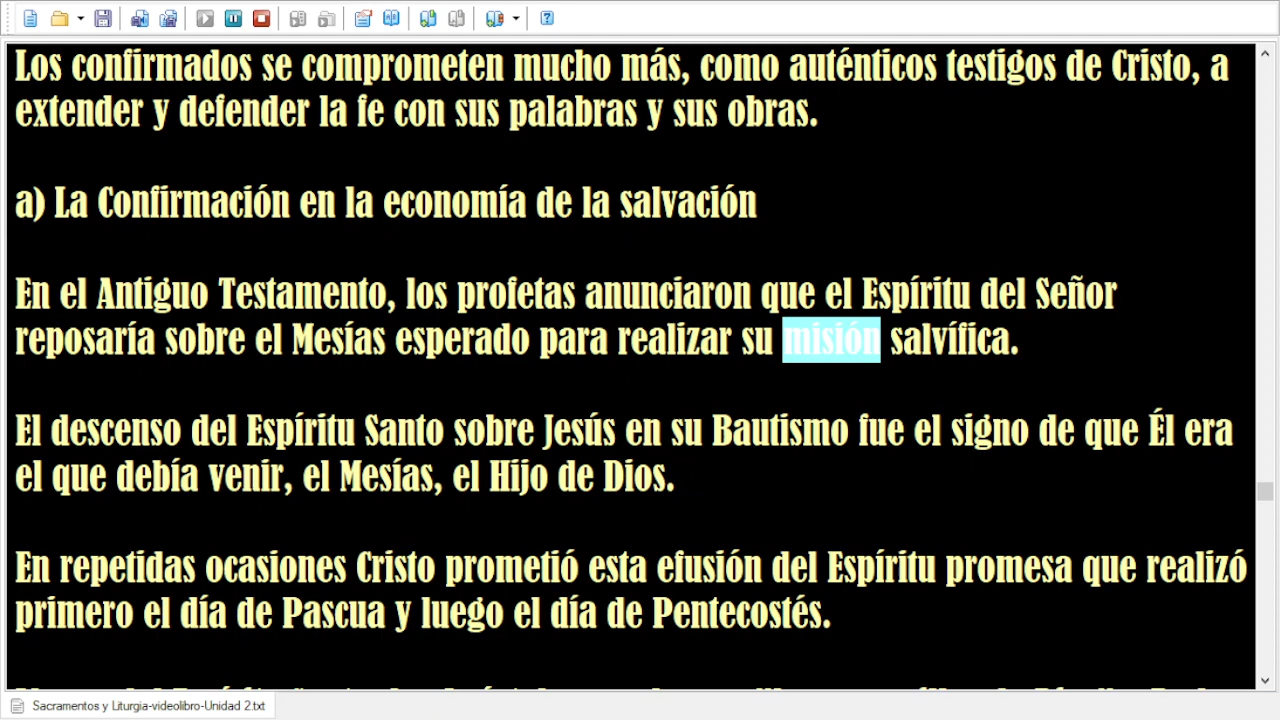 Los confirmados se comprometen mucho más, como auténticos testigos de Cristo, a
extender y defender la fe con sus palabras y sus obras.
a) La Confirmación en la economía de la salvación
En el Antiguo Testamento, los profetas anunciaron que el Espíritu del Señor
reposaría sobre el Mesías esperado para realizar su misión salvífica.
El descenso del Espíritu Santo sobre Jesús en su Bautismo fue el signo de que Él era
el que debía venir, el Mesías, el Hijo de Dios.
En repetidas ocasiones Cristo prometió esta efusión del Espíritu promesa que realizó
primero el día de Pascua y luego el día de Pentecostés.
Sacramentos y Liturgia-videolibro-Unidad 2.txt